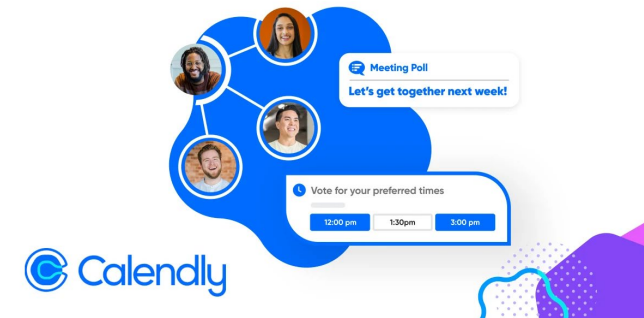 Meeting Poll
Let's get together next week!
Vote for your preferred times
12:00 pm 1:30pm 3:00 pm
Calendly